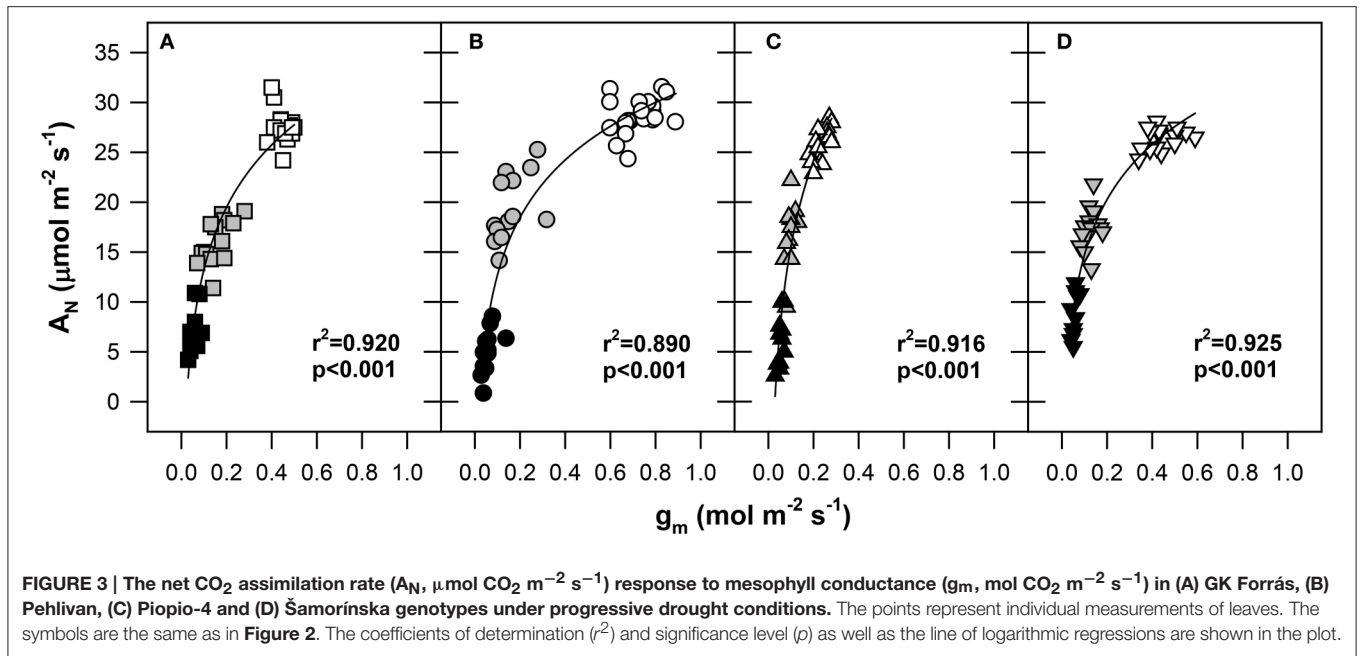 A B C D
35
30
25
20
15
10
5
0
A_N (μmol m⁻² s⁻¹)
r²=0.920 r²=0.890 r²=0.916 r²=0.925
p<0.001 p<0.001 p<0.001 p<0.001
0.0 0.2 0.4 0.6 0.8 1.0 0.0 0.2 0.4 0.6 0.8 1.0 0.0 0.2 0.4 0.6 0.8 1.0 0.0 0.2 0.4 0.6 0.8 1.0
g_m (mol m⁻² s⁻¹)
FIGURE 3 | The net CO₂ assimilation rate (A_N, μmol CO₂ m⁻² s⁻¹) response to mesophyll conductance (g_m, mol CO₂ m⁻² s⁻¹) in (A) GK Forrás, (B)
Pehlivan, (C) Piopio-4 and (D) Šamorínska genotypes under progressive drought conditions. The points represent individual measurements of leaves. The
symbols are the same as in Figure 2. The coefficients of determination (r²) and significance level (p) as well as the line of logarithmic regressions are shown in the plot.